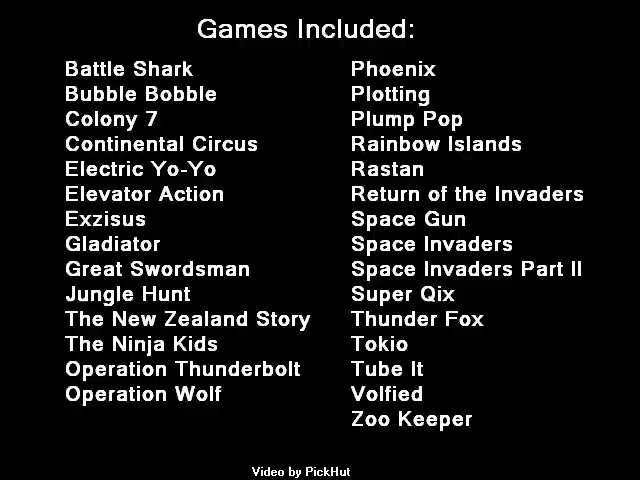 Games Included:
Battle Shark
Bubble Bobble
Colony 7
Continental Circus
Electric Yo-Yo
Elevator Action
Exzisus
Gladiator
Great Swordsman
Jungle Hunt
The New Zealand Story
The Ninja Kids
Operation Thunderbolt
Operation Wolf
Phoenix
Plotting
Plump Pop
Rainbow Islands
Rastan
Return of the Invaders
Space Gun
Space Invaders
Space Invaders Part II
Super Qix
Thunder Fox
Tokio
Tube It
Volfied
Zoo Keeper
Video by PickHut